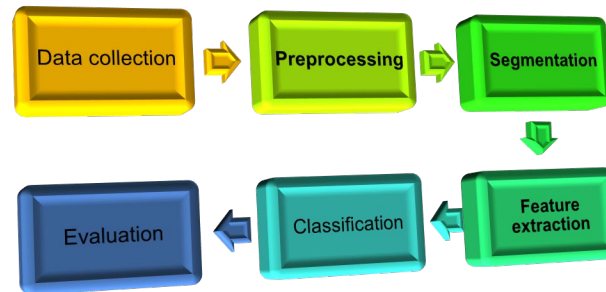 Data collection
Preprocessing
Segmentation
Feature
extraction
Classification
Evaluation